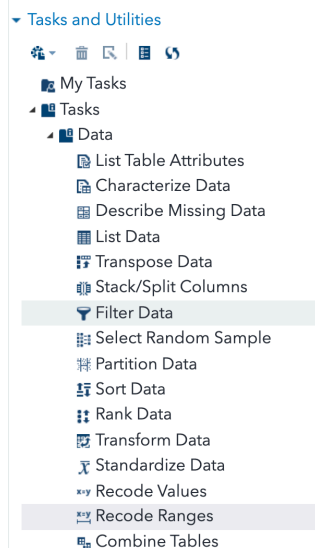 Tasks and Utilities
My Tasks
Tasks
Data
List Table Attributes
Characterize Data
Describe Missing Data
List Data
Transpose Data
Stack/Split Columns
Filter Data
Select Random Sample
Partition Data
Sort Data
Rank Data
Transform Data
Standardize Data
Recode Values
Recode Ranges
Combine Tables